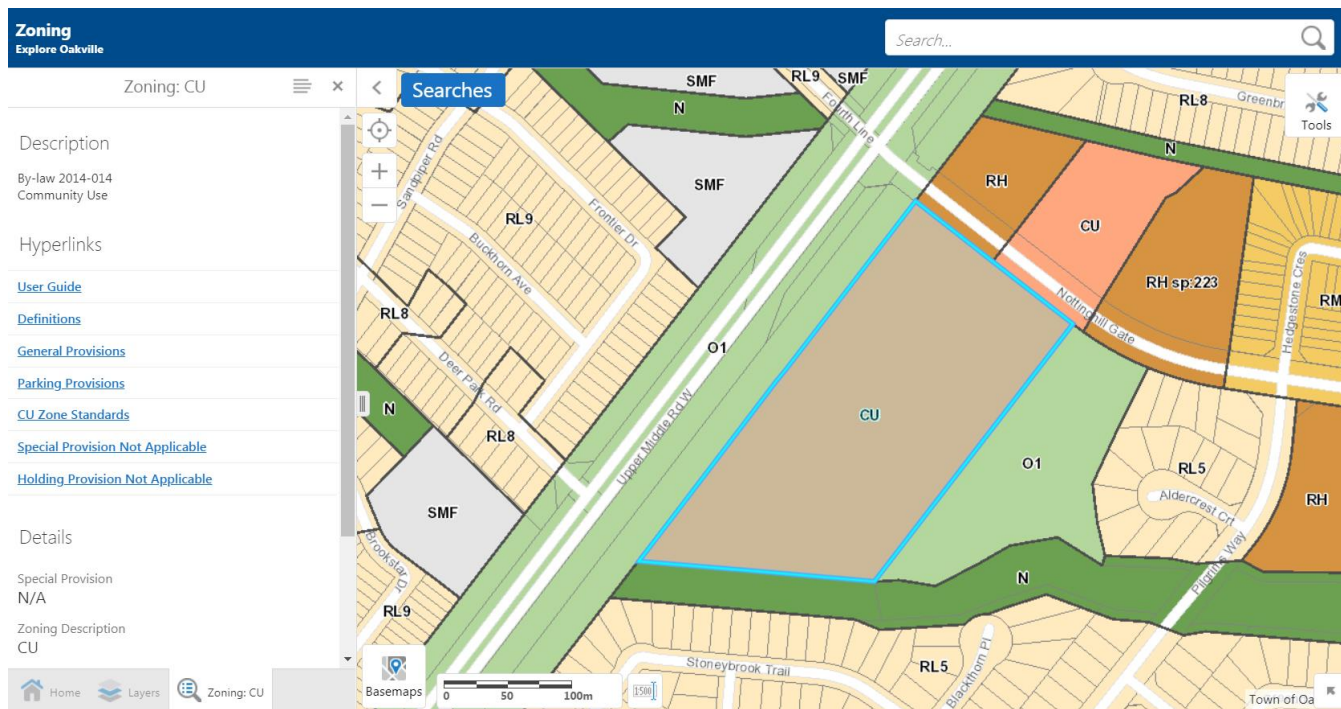 Zoning
Explore Oakville
Search...
Zoning: CU
Searches
Tools
Description
By-law 2014-014
Community Use
Hyperlinks
User Guide
Definitions
General Provisions
Parking Provisions
CU Zone Standards
Special Provision Not Applicable
Holding Provision Not Applicable
Details
Special Provision
N/A
Zoning Description
CU
Home
Layers
Zoning: CU
SMF
RL9
SMF
Fourth Line
RL8
Greenbr
N
N
Sandpiper Rd
SMF
RH
RL9
Frontier Dr
CU
Buckhorn Ave
RH sp:223
Hedgestone Cres
RM
RL8
Nottinghill Gate
O1
Deer Park Rd
Upper Middle Rd W
N
CU
RL8
O1
RL5
Aldercrest Crt
RH
SMF
Brookstar Dr
Pilgrims Way
N
RL9
Stoneybrook Trail
Blackthorn Pl
RL5
Basemaps
0 50 100m
Town of Oa